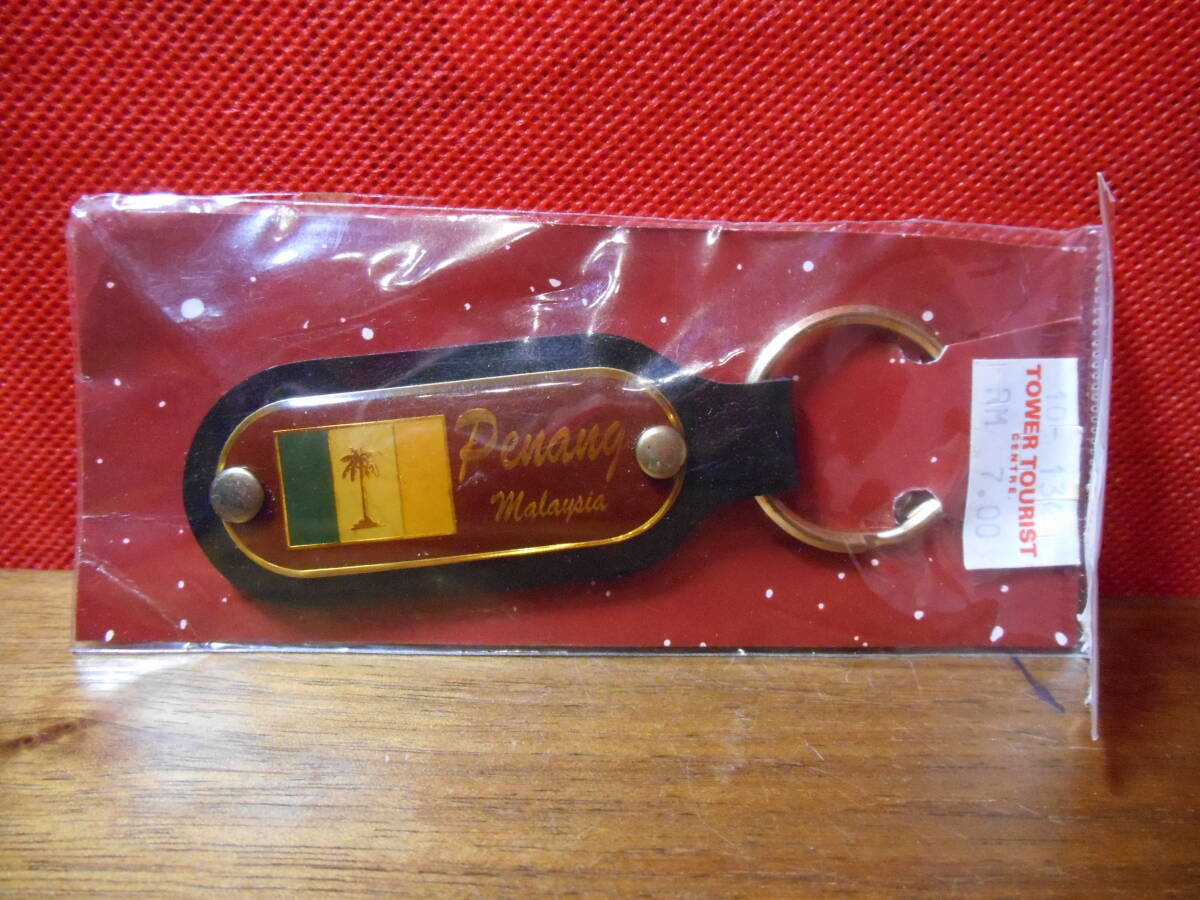 Penang
Malaysia
TOWER TOURIST
CENTRE.
RM 7.00